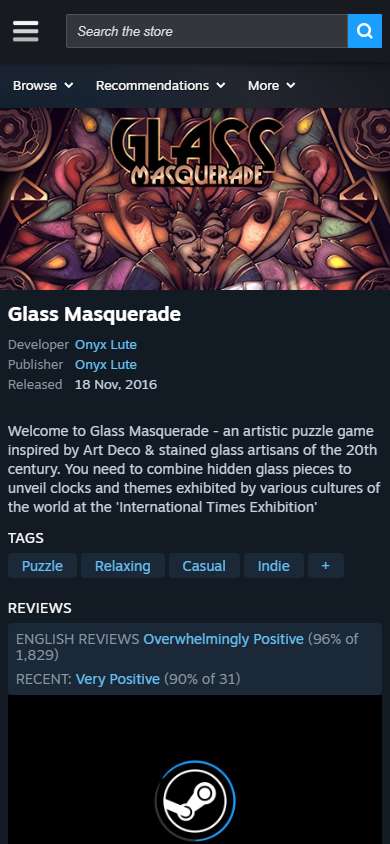 Search the store
Browse Recommendations More
GLASS
MASQUERADE
Glass Masquerade
Developer Onyx Lute
Publisher Onyx Lute
Released 18 Nov, 2016
Welcome to Glass Masquerade - an artistic puzzle game
inspired by Art Deco & stained glass artisans of the 20th
century. You need to combine hidden glass pieces to
unveil clocks and themes exhibited by various cultures of
the world at the 'International Times Exhibition'
TAGS
Puzzle Relaxing Casual Indie +
REVIEWS
ENGLISH REVIEWS Overwhelmingly Positive (96% of
1,829)
RECENT: Very Positive (90% of 31)